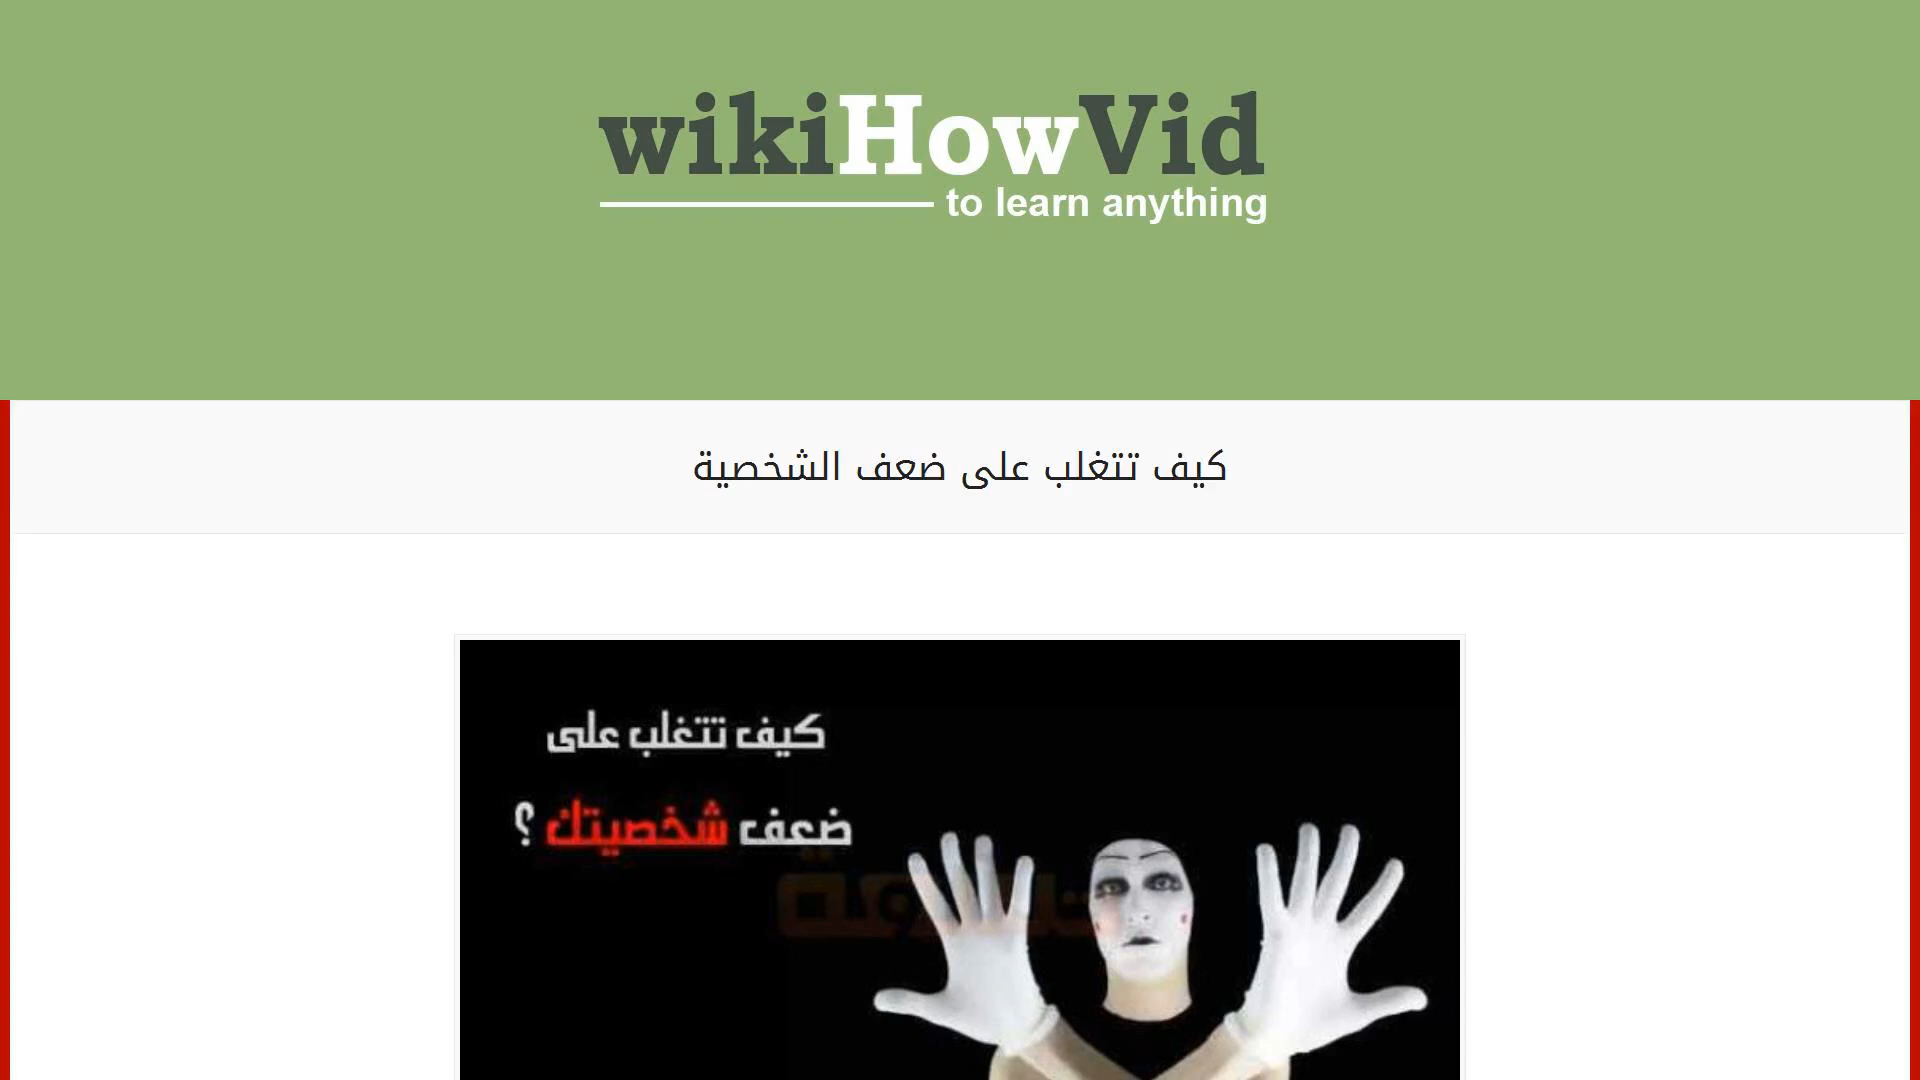 wikiHowVid
to learn anything
كيف تتغلب على ضعف الشخصية
كيف تتغلب على
ضعف شخصيتك ؟